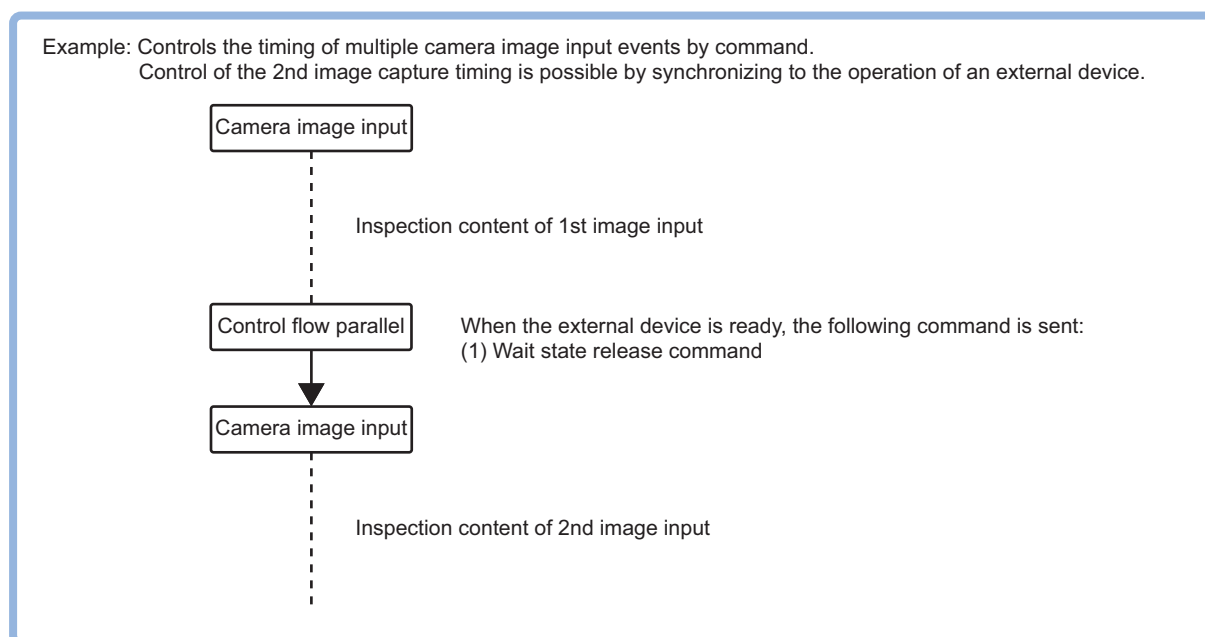 Example: Controls the timing of multiple camera image input events by command.
Control of the 2nd image capture timing is possible by synchronizing to the operation of an external device.
Camera image input
Inspection content of 1st image input
Control flow parallel
When the external device is ready, the following command is sent:
(1) Wait state release command
Camera image input
Inspection content of 2nd image input